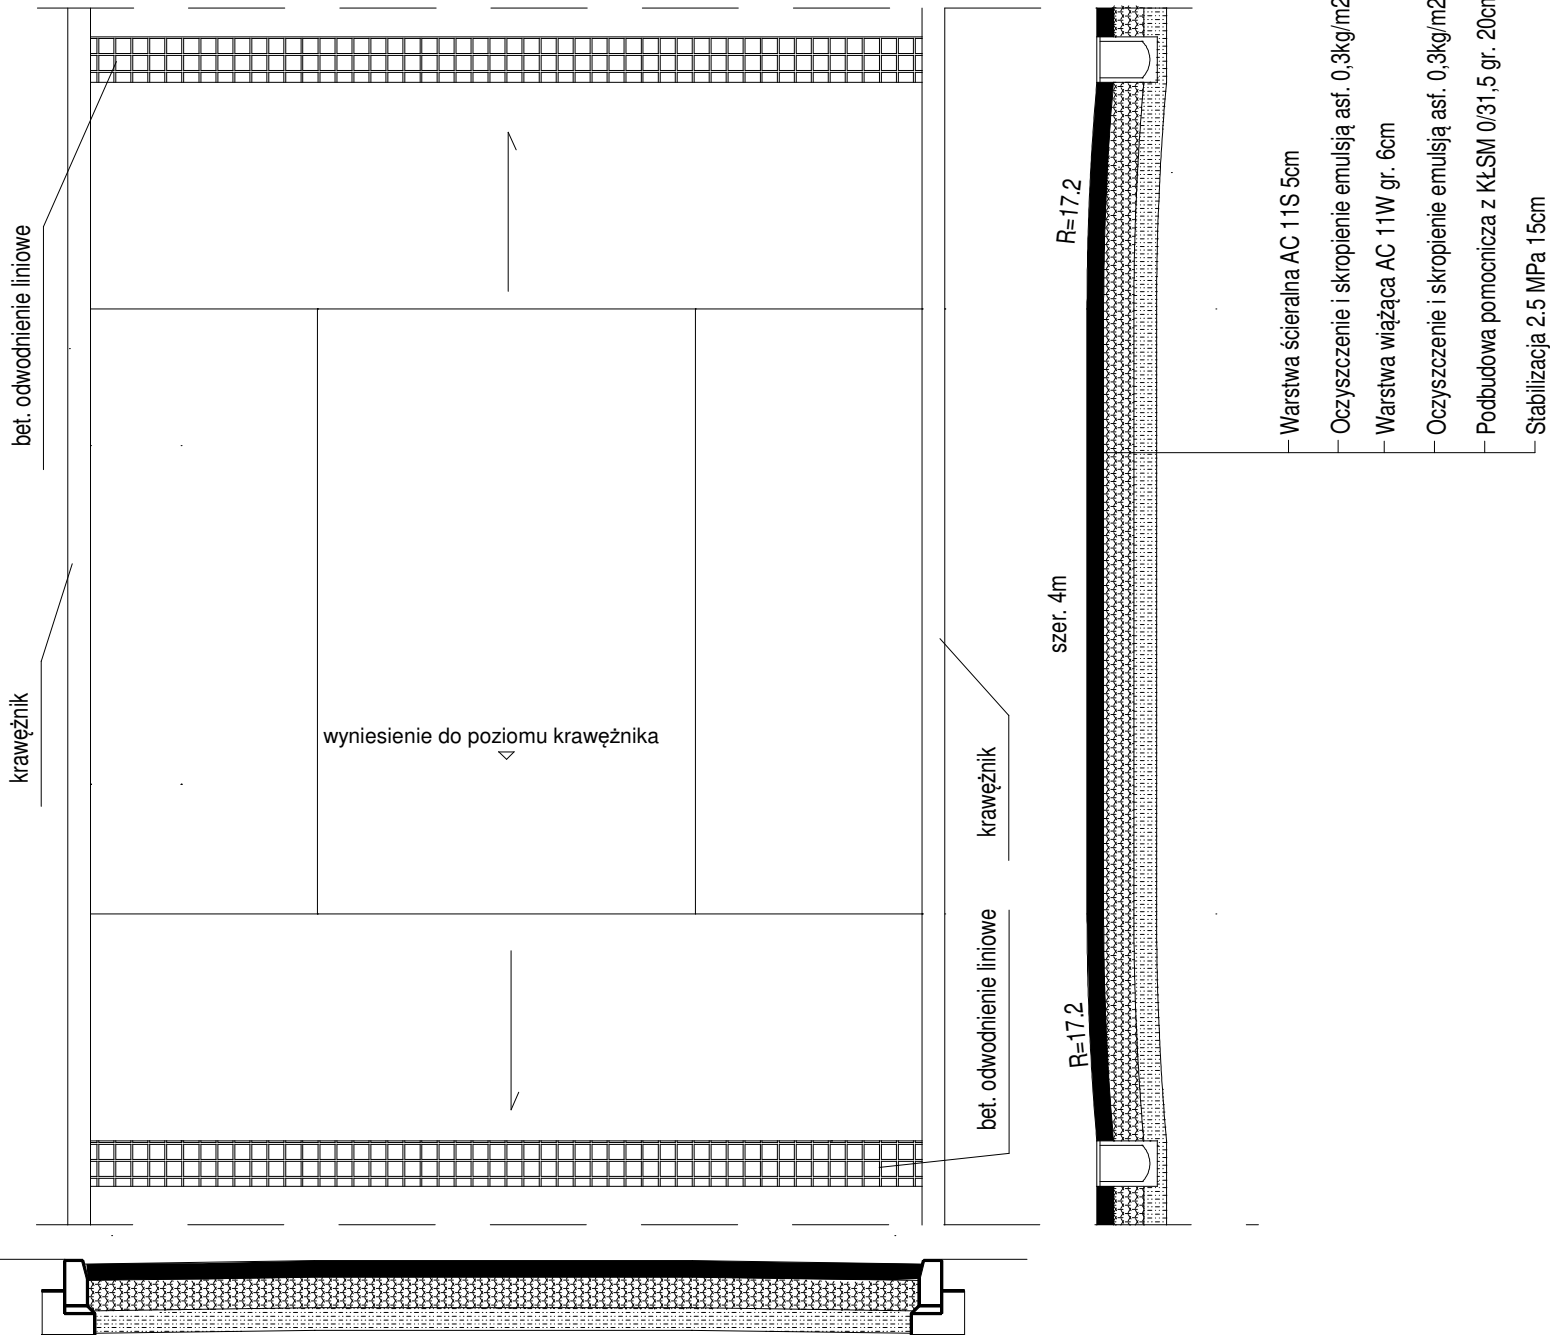 bet. odwodnienie liniowe
krawężnik
wyniesienie do poziomu krawężnika
krawężnik
bet. odwodnienie liniowe
R=17.2
szer. 4m
R=17.2
Warstwa ścieralna AC 11S 5cm
Oczyszczenie i skropienie emulsją asf. 0,3kg/m2
Warstwa wiążąca AC 11W gr. 6cm
Oczyszczenie i skropienie emulsją asf. 0,3kg/m2
Podbudowa pomocnicza z KŁSM 0/31,5 gr. 20cm
Stabilizacja 2.5 MPa 15cm